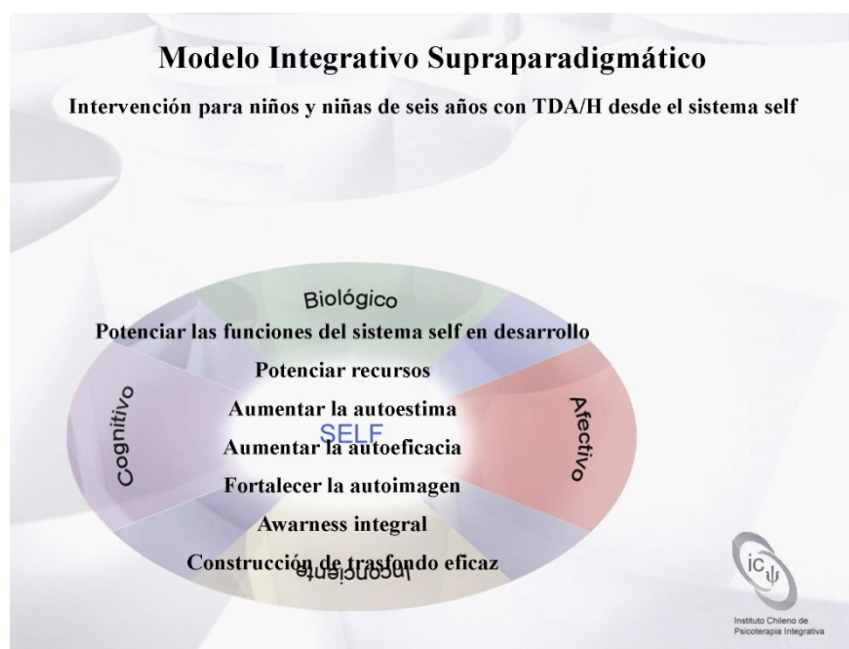 Modelo Integrativo Supraparadigmático
Intervención para niños y niñas de seis años con TDA/H desde el sistema self
Biológico
Potenciar las funciones del sistema self en desarrollo
Potenciar recursos
Cognitivo
Afectivo
Aumentar la autoestima
SELF
Aumentar la autoeficacia
Fortalecer la autoimagen
Awarness integral
Construcción de trasfondo eficaz
Inconciente
icψ
Instituto Chileno de
Psicoterapia Integrativa